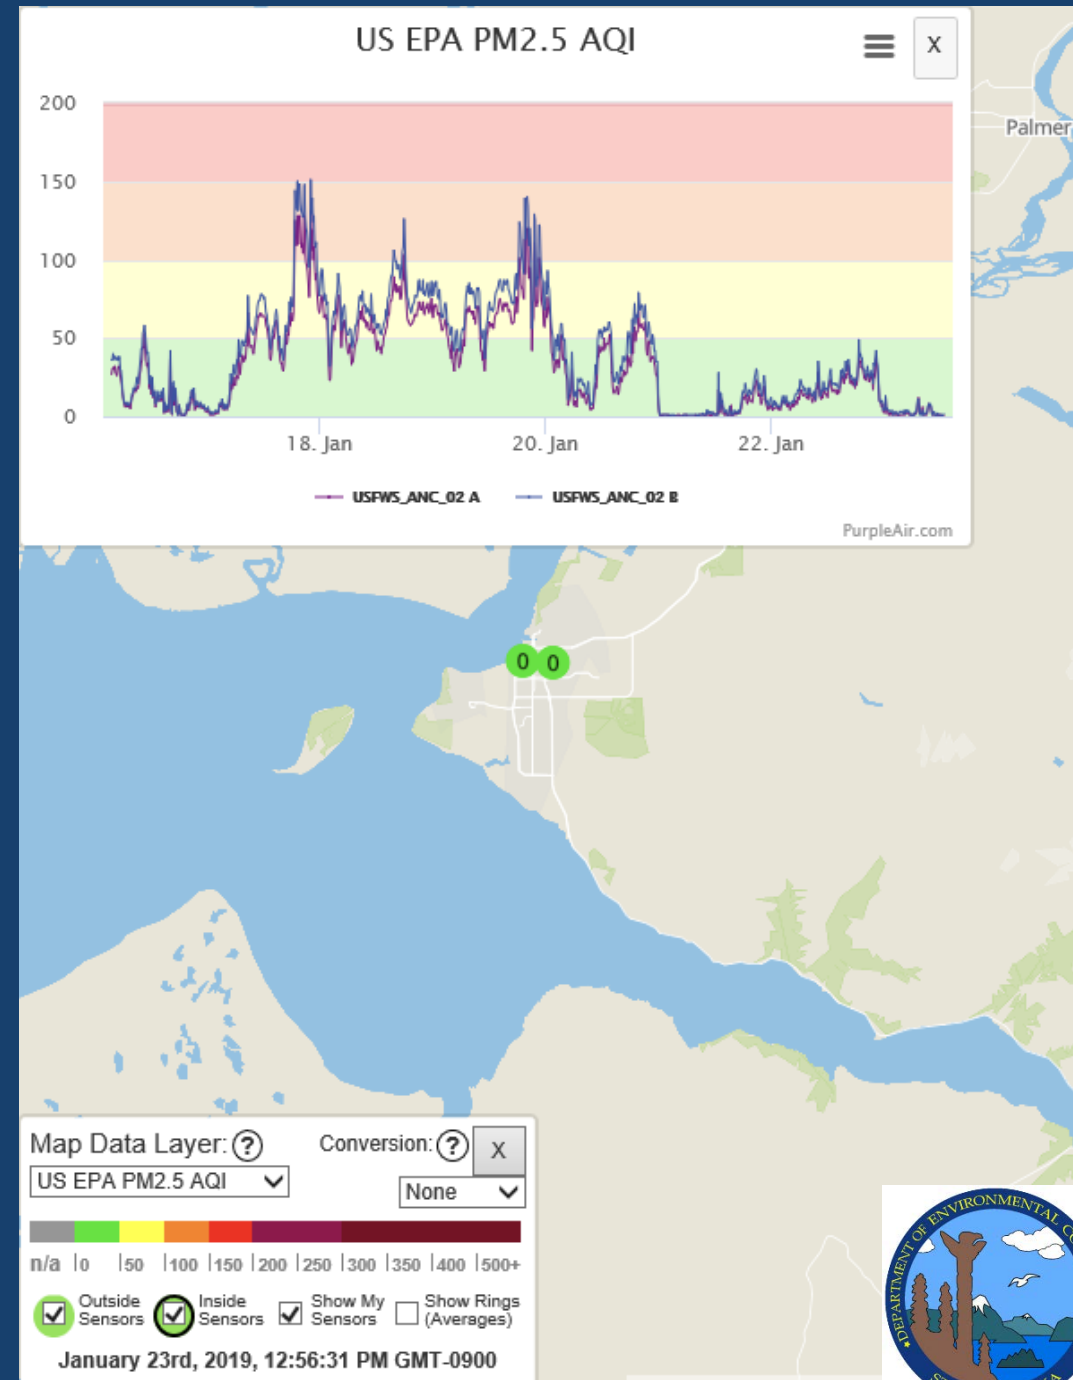 US EPA PM2.5 AQI
X
200
150
100
50
0
18. Jan
20. Jan
22. Jan
USFWS_ANC_02 A
USFWS_ANC_02 B
PurpleAir.com
Palmer
0 0
Map Data Layer: ?
Conversion: ?
X
US EPA PM2.5 AQI
None
n/a |0 |50 |100 |150 |200 |250 |300 |350 |400 |500+
Outside Sensors
Inside Sensors
Show My Sensors
Show Rings (Averages)
January 23rd, 2019, 12:56:31 PM GMT-0900
DEPARTMENT OF ENVIRONMENTAL